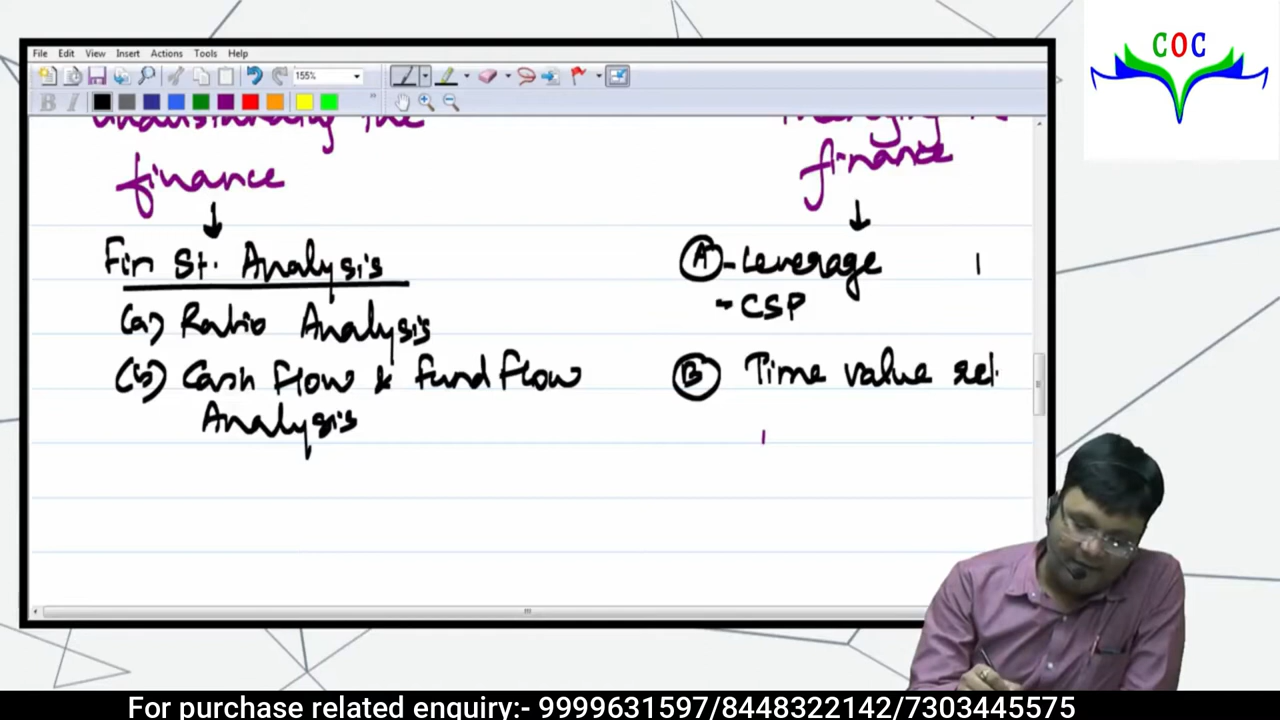 COC
File Edit View Insert Actions Tools Help
155%
B I
the
finance
finance
Fin St. Analysis
(a) Ratio Analysis
(b) Cash flow & fund flow
Analysis
(A) - Leverage
- CSP
(B) Time value rel.
For purchase related enquiry:- 9999631597/8448322142/7303445575